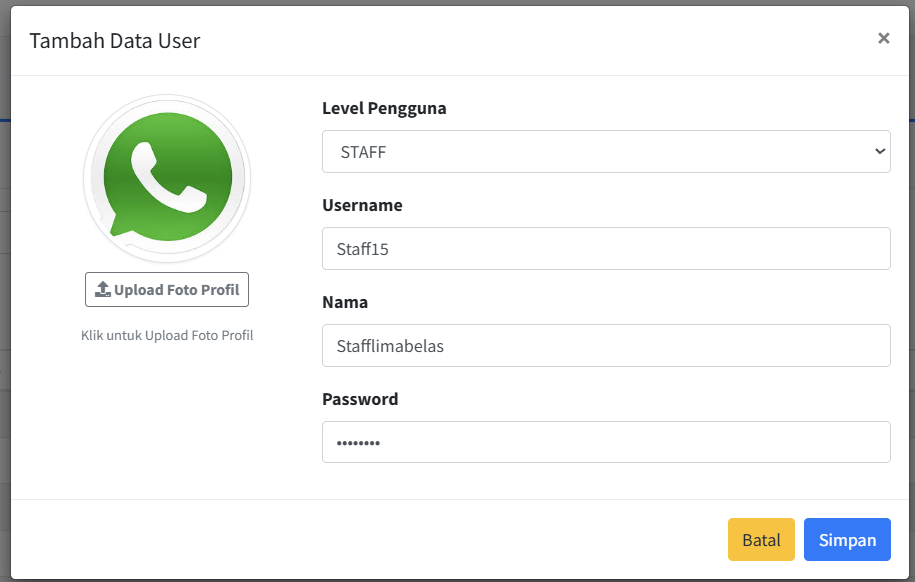 Tambah Data User
×
Level Pengguna
STAFF
Username
Staff15
Nama
Stafflimabelas
Password
••••••••
Upload Foto Profil
Klik untuk Upload Foto Profil
Batal
Simpan